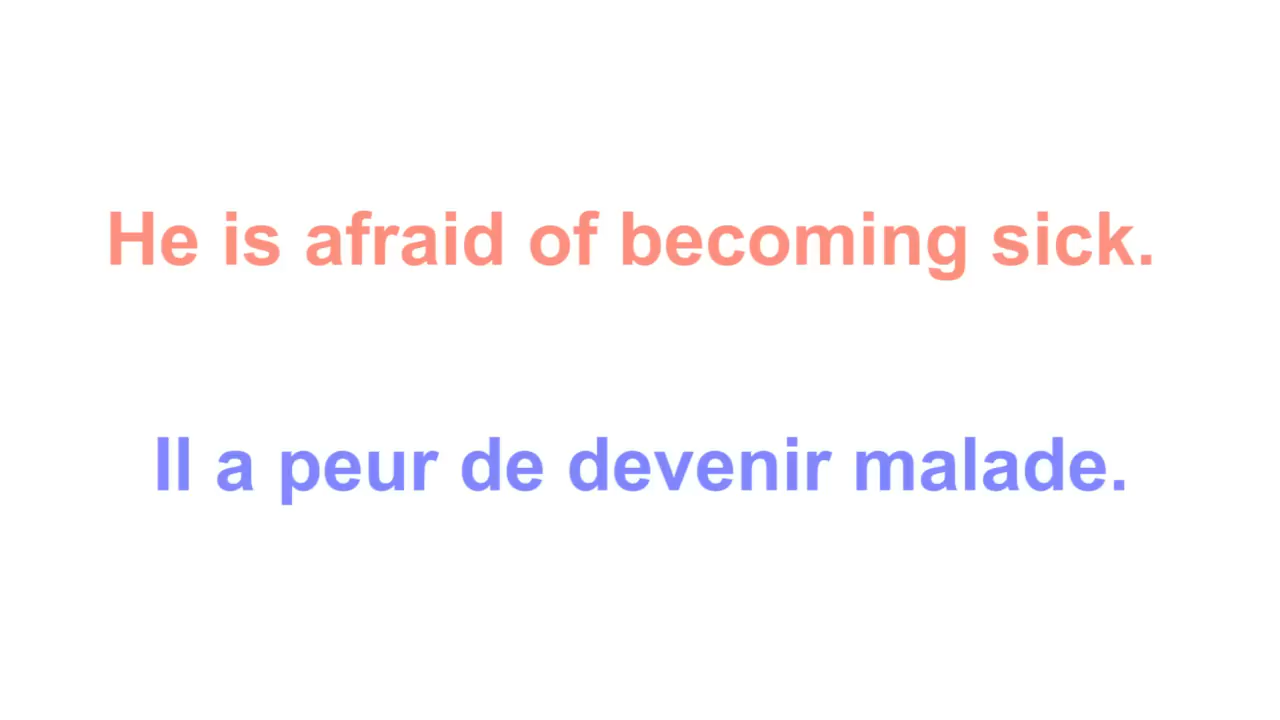 He is afraid of becoming sick.
Il a peur de devenir malade.